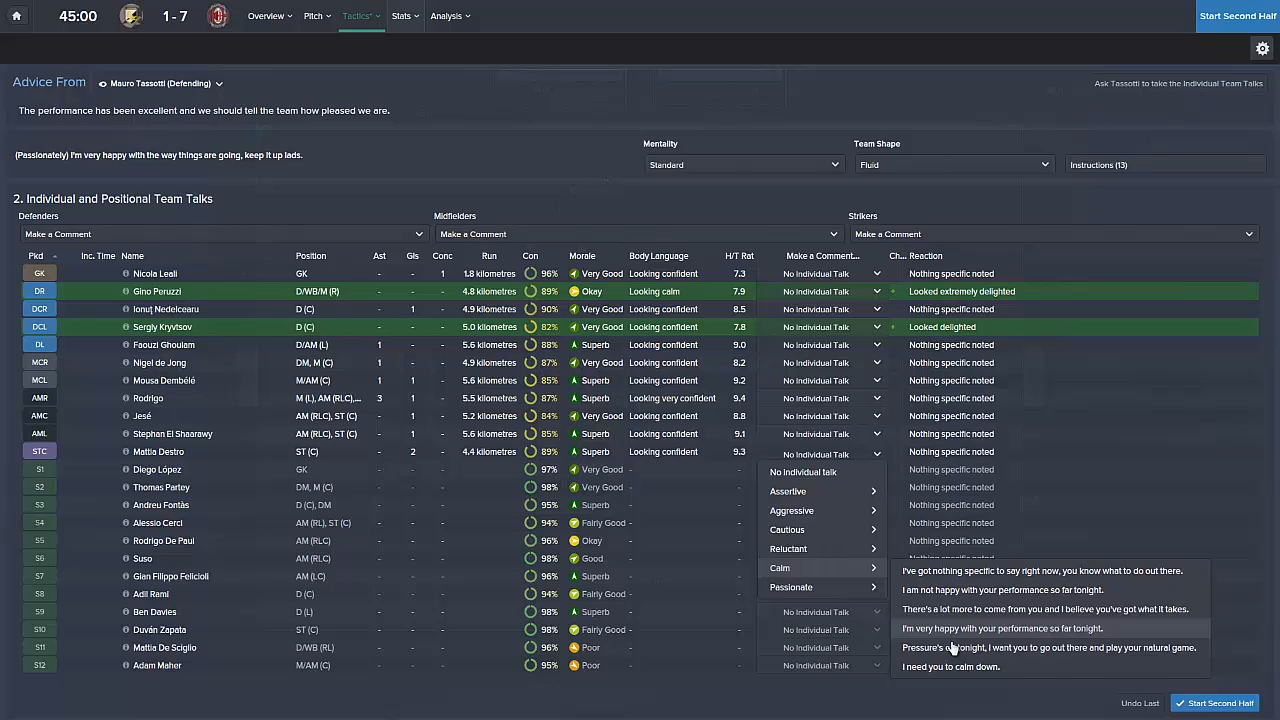 45:00 1 - 7 Overview Pitch Tactics* Stats Analysis Start Second Half
Advice From Mauro Tassotti (Defending) Ask Tassotti to take the Individual Team Talks
The performance has been excellent and we should tell the team how pleased we are.
Mentality Team Shape
(Passionately) I'm very happy with the way things are going, keep it up lads. Standard Fluid Instructions (13)
2. Individual and Positional Team Talks
Defenders Midfielders Strikers
Make a Comment Make a Comment Make a Comment
Pkd Inc. Time Name Position Ast Gls Conc Run Con Morale Body Language H/T Rat Make a Comment... Ch... Reaction
GK Nicola Leali GK - - 1 1.8 kilometres 96% Very Good Looking confident 7.3 No Individual Talk Nothing specific noted
DR Gino Peruzzi D/WB/M (R) - - - 4.8 kilometres 89% Okay Looking calm 7.9 No Individual Talk Looked extremely delighted
DCR Ionuț Nedelcearu D (C) - 1 - 4.9 kilometres 90% Very Good Looking confident 8.5 No Individual Talk Nothing specific noted
DCL Sergiy Kryvtsov D (C) - - - 5.0 kilometres 82% Very Good Looking confident 7.8 No Individual Talk Looked delighted
DL Faouzi Ghoulam D/AM (L) 1 - - 5.6 kilometres 88% Superb Looking confident 9.0 No Individual Talk Nothing specific noted
MCR Nigel de Jong DM, M (C) 1 - - 4.9 kilometres 87% Very Good Looking confident 8.2 No Individual Talk Nothing specific noted
MCL Mousa Dembélé M/AM (C) 1 1 - 5.6 kilometres 85% Superb Looking confident 9.2 No Individual Talk Nothing specific noted
AMR Rodrigo M (L), AM (RLC),... 3 1 - 5.5 kilometres 87% Superb Looking very confident 9.4 No Individual Talk Nothing specific noted
AMC Jesé AM (RLC), ST (C) - 1 - 5.2 kilometres 84% Very Good Looking confident 8.8 No Individual Talk Nothing specific noted
AML Stephan El Shaarawy AM (RLC), ST (C) - 1 - 5.6 kilometres 85% Superb Looking confident 9.1 No Individual Talk Nothing specific noted
STC Mattia Destro ST (C) - 2 - 4.4 kilometres 89% Superb Looking confident 9.3 No Individual Talk Nothing specific noted
S1 Diego López GK - - - 97% Very Good - - Nothing specific noted
No Individual talk
S2 Thomas Partey DM, M (C) - - - 98% Very Good - - Assertive Nothing specific noted
S3 Andreu Fontàs D (C), DM - - - 95% Superb - - Aggressive Nothing specific noted
S4 Alessio Cerci AM (RL), ST (C) - - - 94% Fairly Good - - Cautious Nothing specific noted
S5 Rodrigo De Paul AM (RL) - - - 96% Okay - - Reluctant Nothing specific noted
S6 Suso AM (RL) - - - 98% Good - - Nothing specific noted
Calm I've got nothing specific to say right now, you know what to do out there.
S7 Gian Filippo Felicioli AM (LC) - - - 96% Superb - -
S8 Adil Rami D (C) - - - 94% Fairly Good - - Passionate I am not happy with your performance so far tonight.
S9 Ben Davies D (L) - - - 98% Superb - - No Individual Talk There's a lot more to come from you and I believe you've got what it takes.
S10 Duván Zapata ST (C) - - - 98% Fairly Good - - No Individual Talk I'm very happy with your performance so far tonight.
S11 Mattia De Sciglio D/WB (RL) - - - 96% Poor - - No Individual Talk Pressure's tonight, I want you to go out there and play your natural game.
S12 Adam Maher M/AM (C) - - - 95% Poor - - No Individual Talk I need you to calm down.
Undo Last Start Second Half